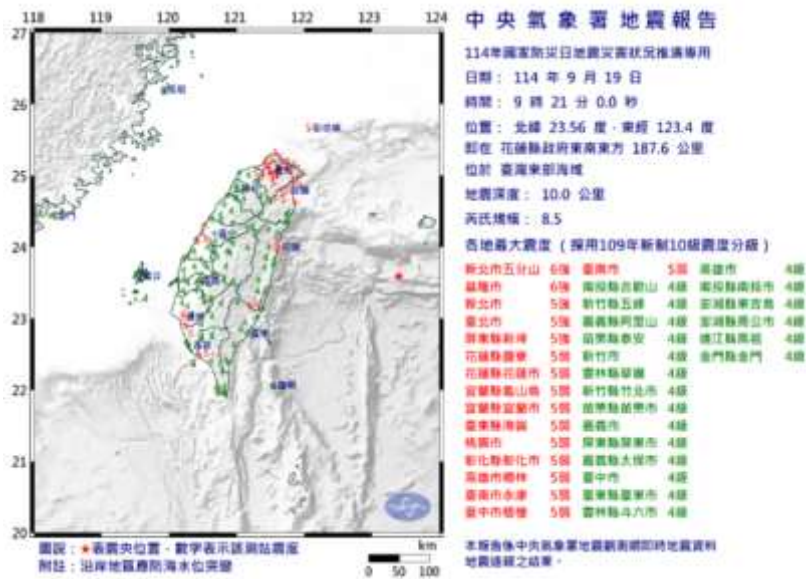 118 119 120 121 122 123 124
27
26
25
24
23
22
21
20
km
0 50 100
圖說：★表震央位置，數字表示該測站震度
附註：沿岸地區應防海水位突變
中央氣象署地震報告
114年國家防災日地震災害狀況推演專用
日期： 114 年 9 月 19 日
時間： 9 時 21 分 0.0 秒
位置： 北緯 23.56 度，東經 123.4 度
即在 花蓮縣政府東南東方 187.6 公里
位於 臺灣東部海域
地震深度： 10.0 公里
芮氏規模： 8.5
各地最大震度（採用109年新制10級震度分級）
新北市五分山 6強 臺南市 5弱 高雄市 4級
基隆市 6強 南投縣合歡山 4級 南投縣南投市 4級
新北市 5強 新竹縣五峰 4級 澎湖縣東吉島 4級
臺北市 5強 嘉義縣阿里山 4級 澎湖縣馬公市 4級
屏東縣 5強 苗栗縣泰安 4級 連江縣馬祖 4級
花蓮縣 5弱 新竹市 4級 金門縣金門 4級
花蓮縣花蓮市 5弱 雲林縣草嶺 4級
宜蘭縣龜山島 5弱 新竹縣竹北市 4級
宜蘭縣宜蘭市 5弱 苗栗縣苗栗市 4級
臺東縣海端 5弱 嘉義市 4級
桃園市 5弱 屏東縣屏東市 4級
彰化縣彰化市 5弱 嘉義縣太保市 4級
高雄市 5弱 臺中市 4級
臺南市永康 5弱 臺東縣臺東市 4級
臺中市梧棲 5弱 雲林縣斗六市 4級
本報告係中央氣象署地震觀測網即時地震資料
地震速報之結果。